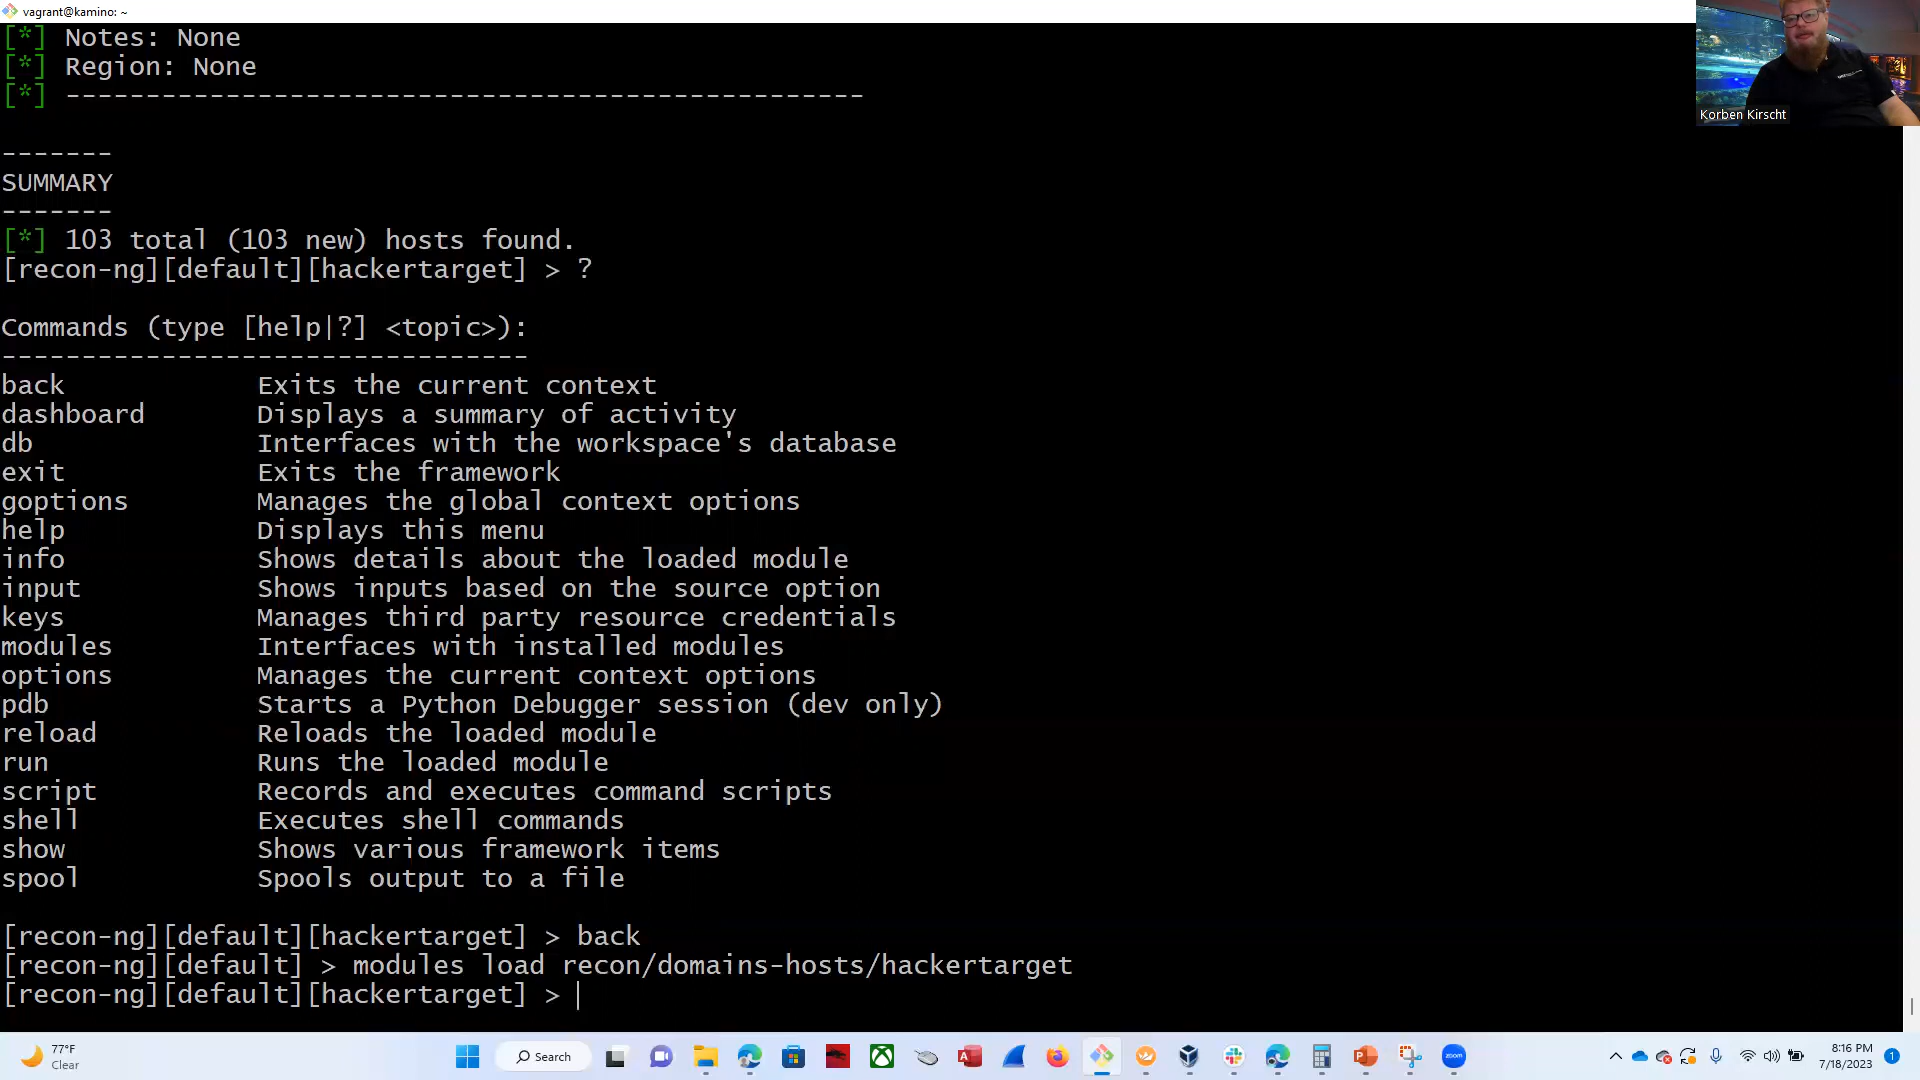 vagrant@kamino: ~
[*] Notes: None
[*] Region: None
[*] --------------------------------------------------
-------
SUMMARY
-------
[*] 103 total (103 new) hosts found.
[recon-ng][default][hackertarget] > ?
Commands (type [help|?] <topic>):
---------------------------------
back            Exits the current context
dashboard       Displays a summary of activity
db              Interfaces with the workspace's database
exit            Exits the framework
goptions        Manages the global context options
help            Displays this menu
info            Shows details about the loaded module
input           Shows inputs based on the source option
keys            Manages third party resource credentials
modules         Interfaces with installed modules
options         Manages the current context options
pdb             Starts a Python Debugger session (dev only)
reload          Reloads the loaded module
run             Runs the loaded module
script          Records and executes command scripts
shell           Executes shell commands
show            Shows various framework items
spool           Spools output to a file
[recon-ng][default][hackertarget] > back
[recon-ng][default] > modules load recon/domains-hosts/hackertarget
[recon-ng][default][hackertarget] >
Korben Kirscht
77°F
Clear
Search
zoom
8:16 PM
7/18/2023
1